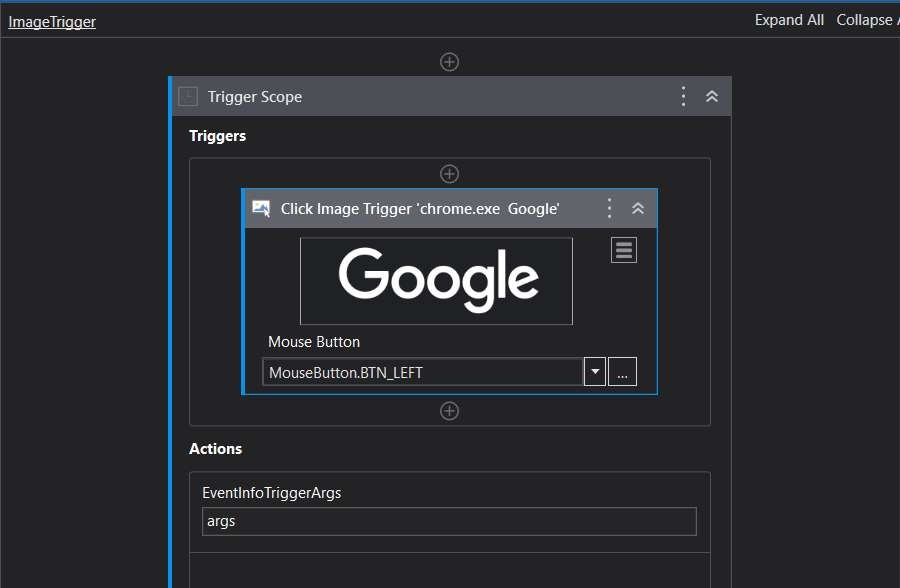 ImageTrigger
Expand All Collapse
Trigger Scope
Triggers
Click Image Trigger 'chrome.exe Google'
Google
Mouse Button
MouseButton.BTN_LEFT
...
Actions
EventInfoTriggerArgs
args